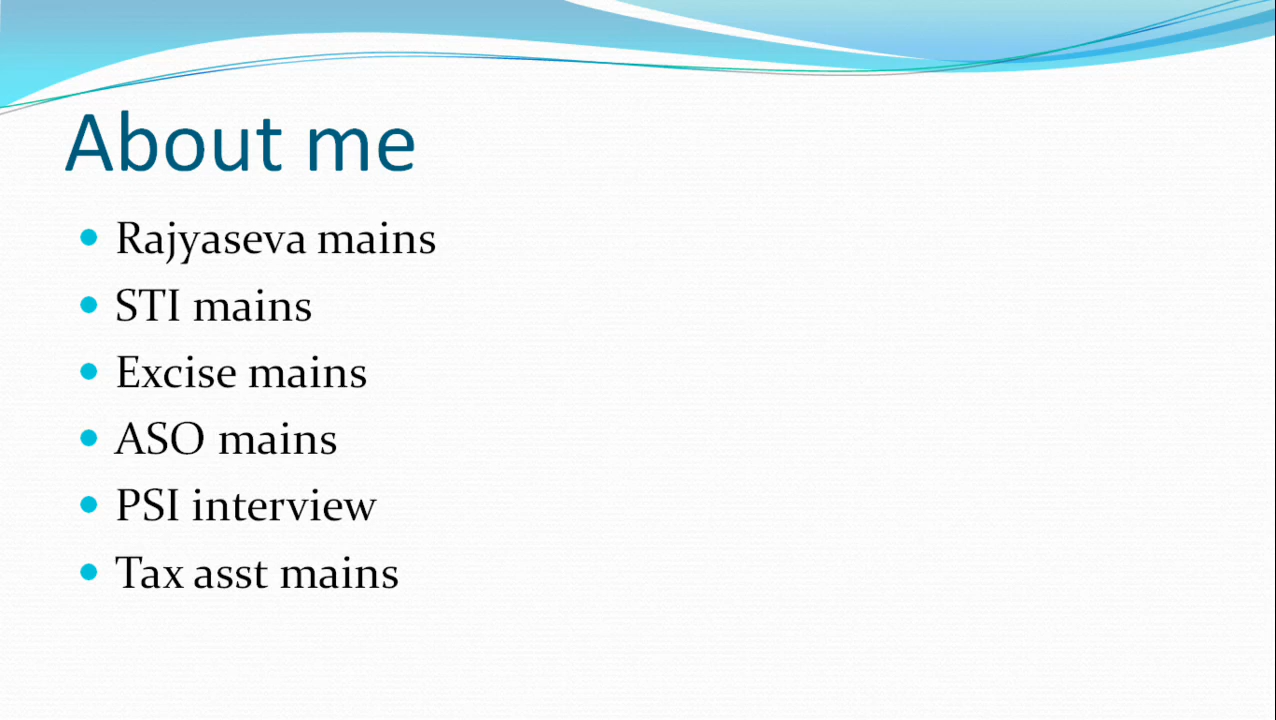 About me
Rajyaseva mains
STI mains
Excise mains
ASO mains
PSI interview
Tax asst mains